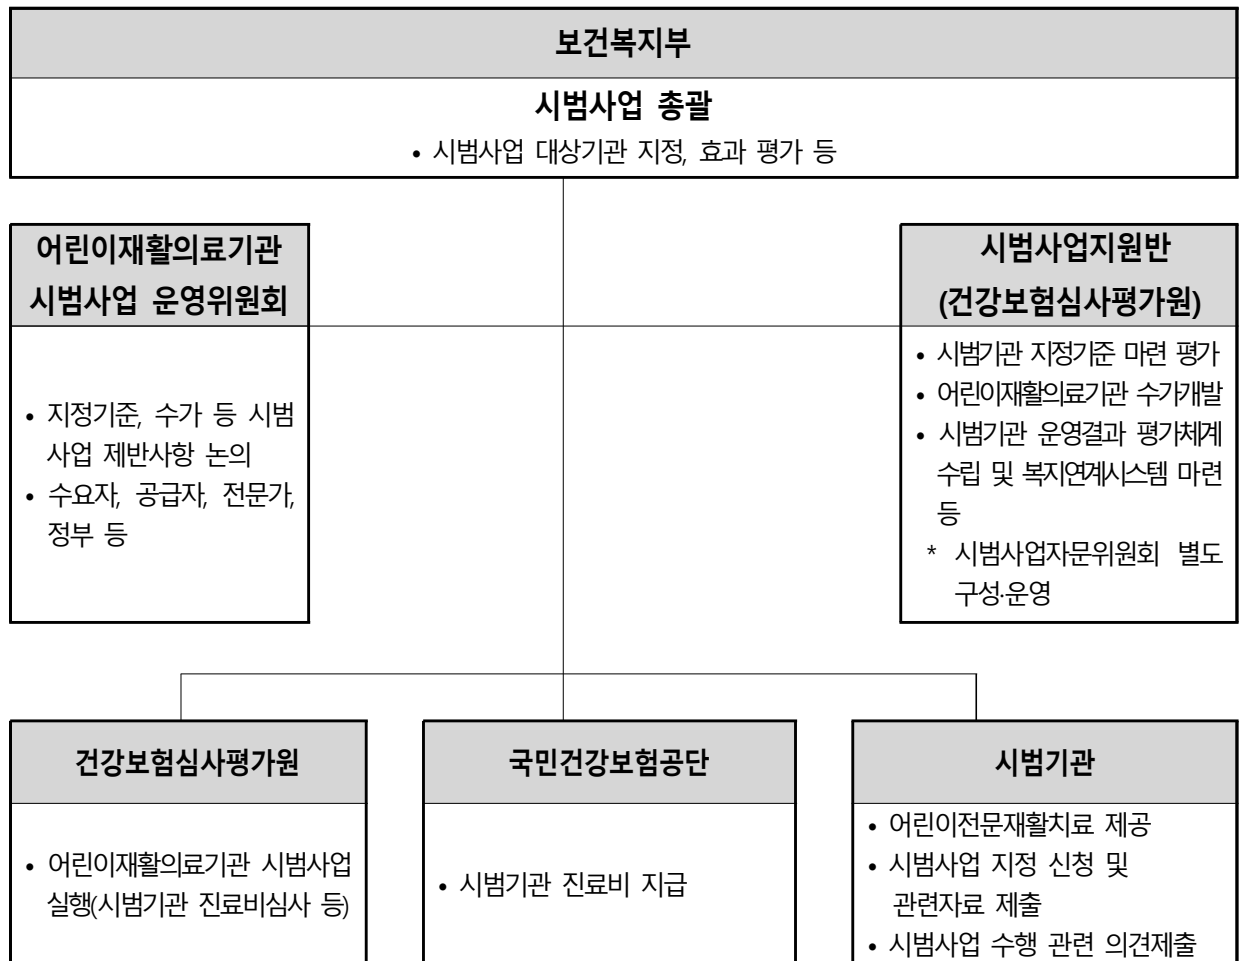 보건복지부
시범사업 총괄
• 시범사업 대상기관 지정, 효과 평가 등
어린이재활의료기관
시범사업 운영위원회
• 지정기준, 수가 등 시범
사업 제반사항 논의
• 수요자, 공급자, 전문가,
정부 등
시범사업지원반
(건강보험심사평가원)
• 시범기관 지정기준 마련 평가
• 어린이재활의료기관 수가개발
• 시범기관 운영결과 평가체계
수립 및 복지연계시스템 마련
등
* 시범사업자문위원회 별도
구성·운영
건강보험심사평가원
• 어린이재활의료기관 시범사업
실행(시범기관 진료비심사 등)
국민건강보험공단
• 시범기관 진료비 지급
시범기관
• 어린이전문재활치료 제공
• 시범사업 지정 신청 및
관련자료 제출
• 시범사업 수행 관련 의견제출